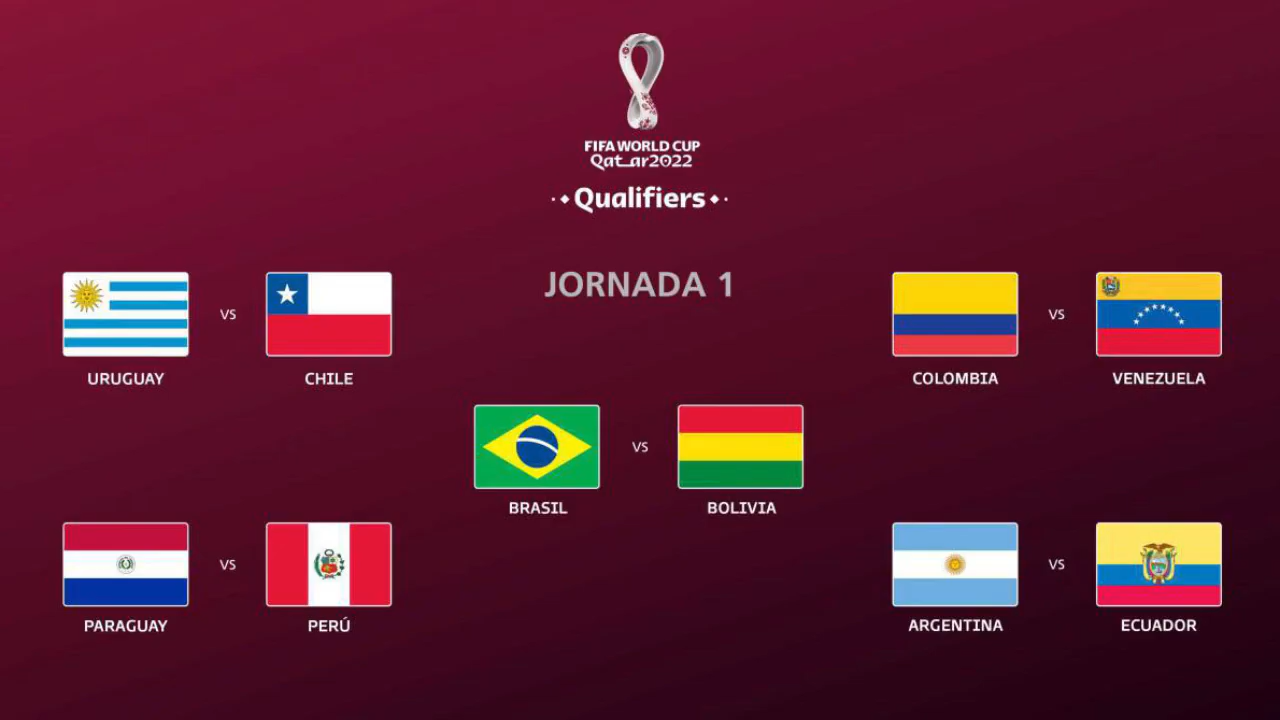 FIFA WORLD CUP
Qatar2022
Qualifiers
JORNADA 1
URUGUAY VS CHILE
COLOMBIA VS VENEZUELA
BRASIL VS BOLIVIA
PARAGUAY VS PERÚ
ARGENTINA VS ECUADOR